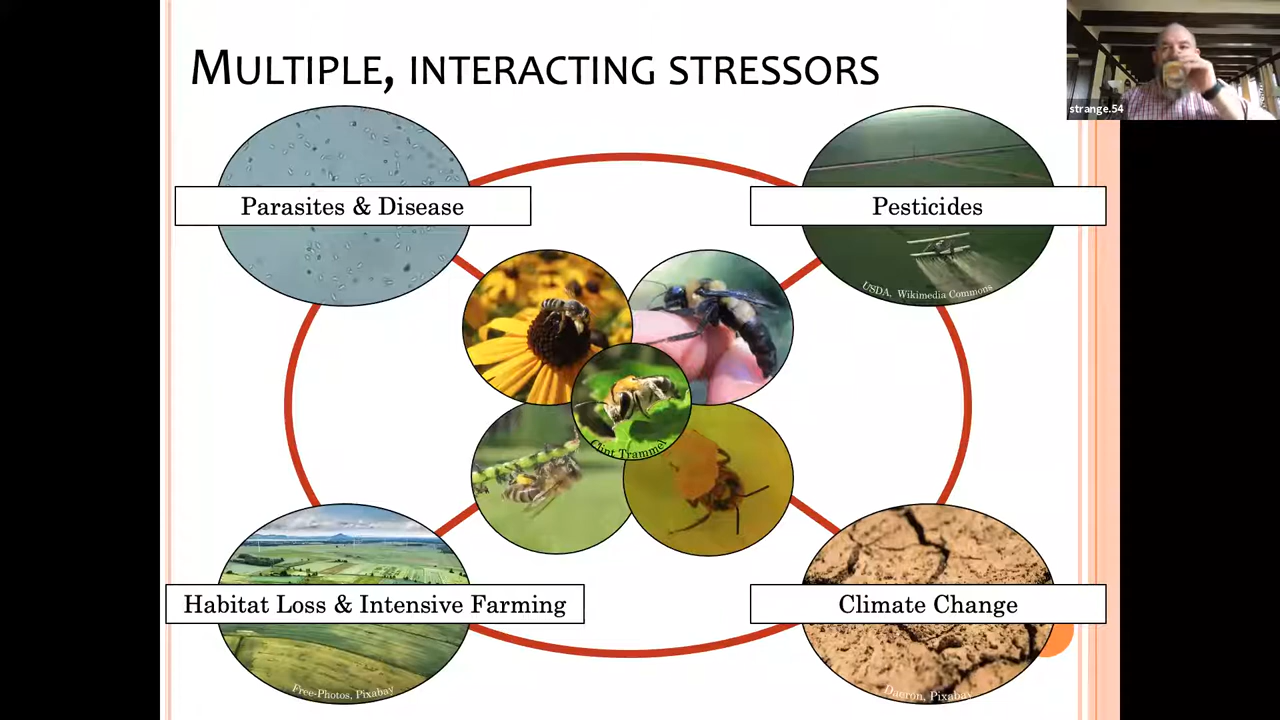 MULTIPLE, INTERACTING STRESSORS
strange.54
Parasites & Disease
Pesticides
USDA, Wikimedia Commons
Clint Trammel
Habitat Loss & Intensive Farming
Climate Change
Free-Photos, Pixabay
Daeron, Pixabay